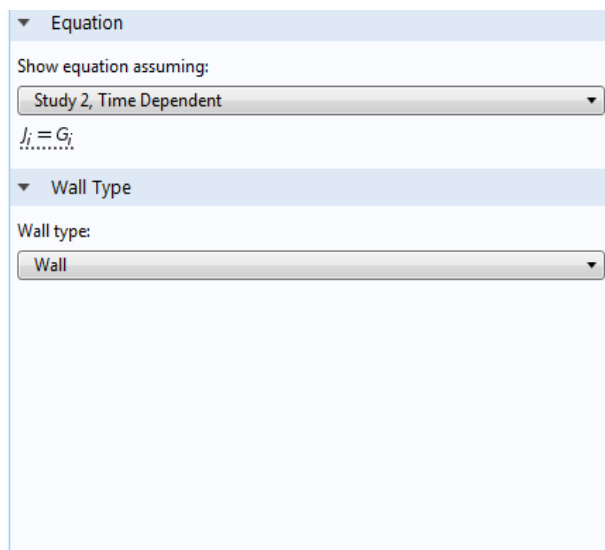 Equation
Show equation assuming:
Study 2, Time Dependent
Jᵢ = Gᵢ
Wall Type
Wall type:
Wall